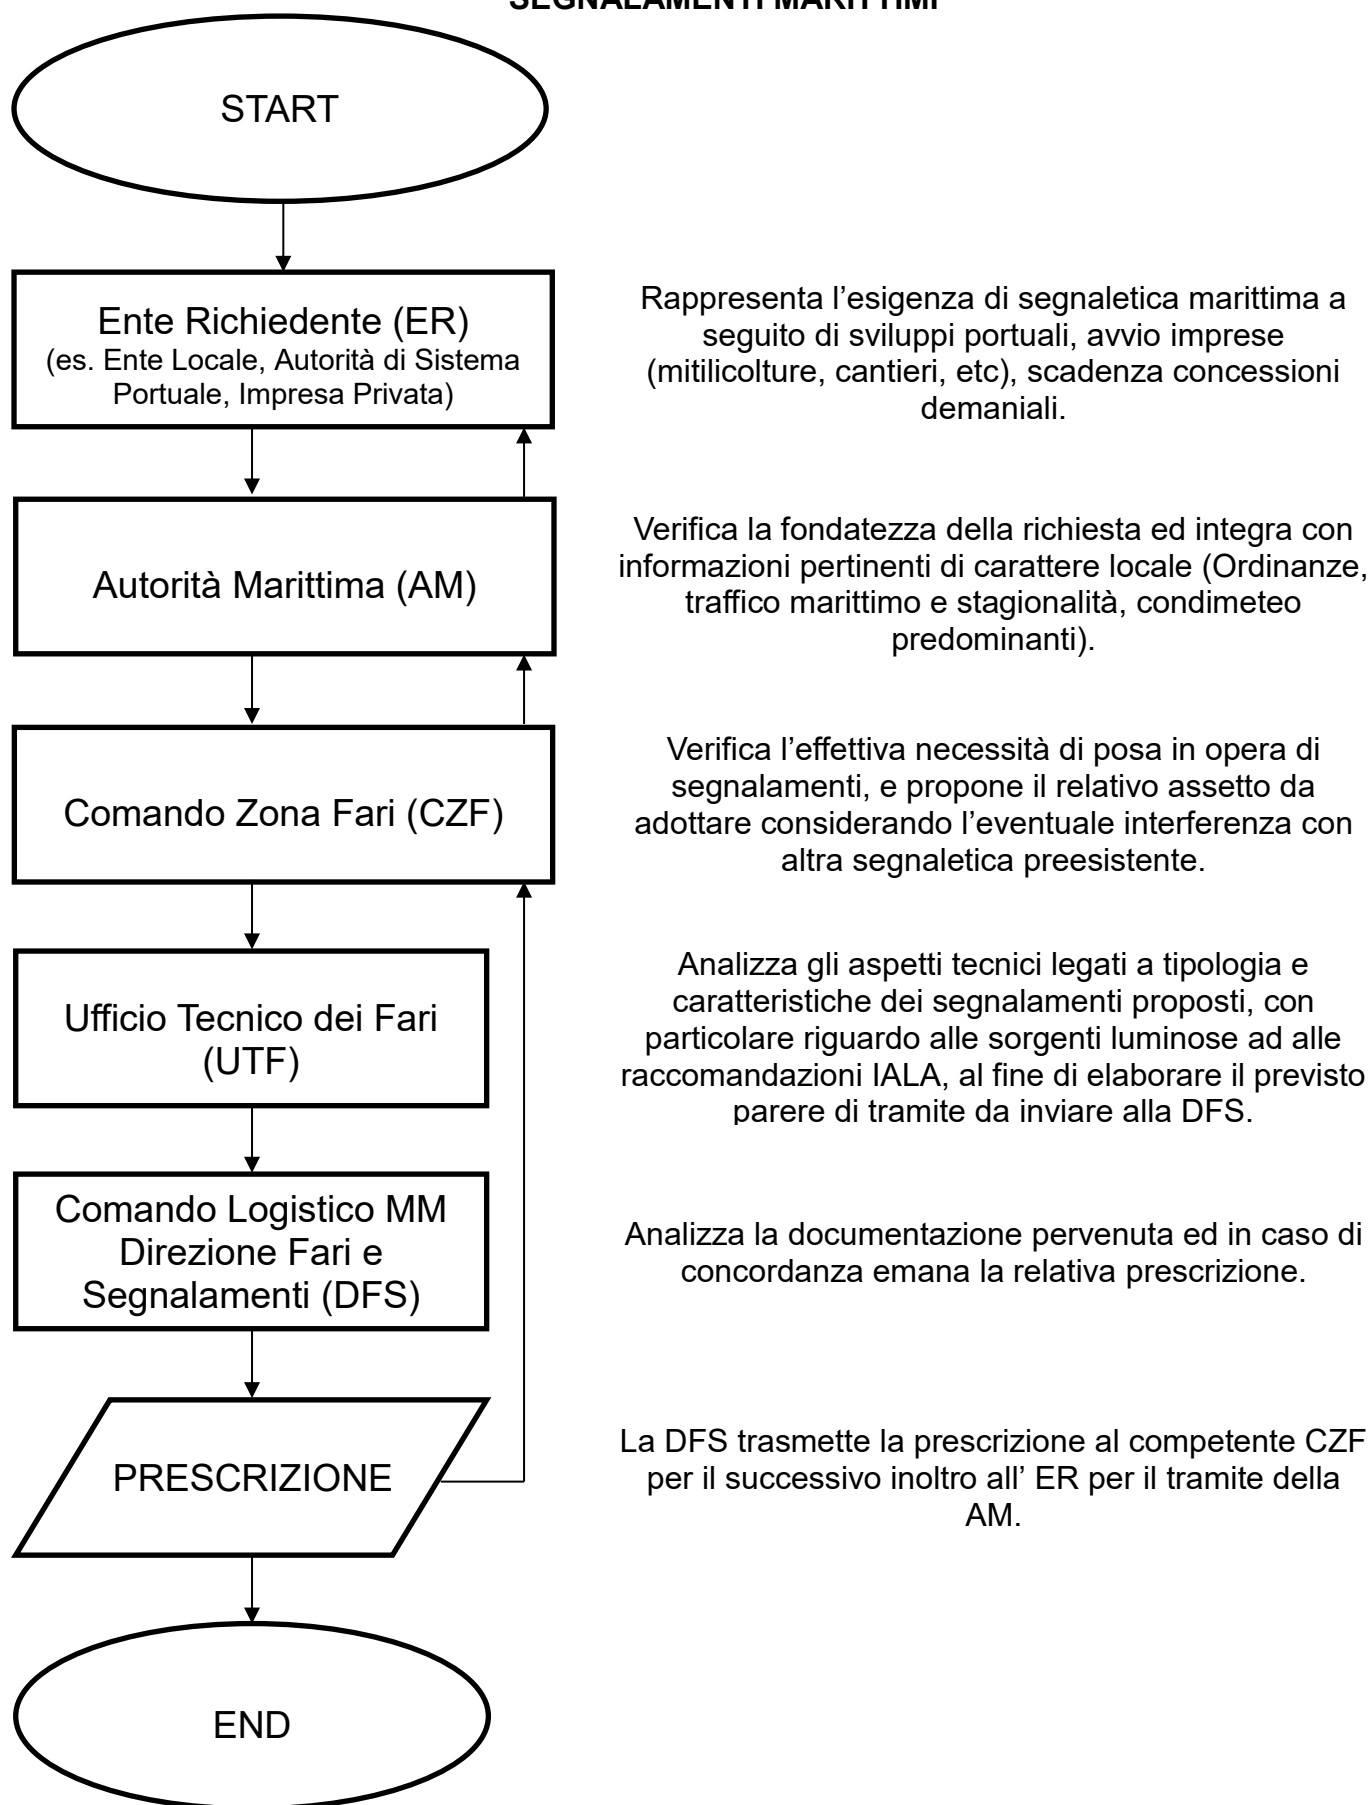 SEGNALAMENTI MARITTIMI
START
Ente Richiedente (ER)
(es. Ente Locale, Autorità di Sistema
Portuale, Impresa Privata)
Rappresenta l’esigenza di segnaletica marittima a
seguito di sviluppi portuali, avvio imprese
(mitilicolture, cantieri, etc), scadenza concessioni
demaniali.
Autorità Marittima (AM)
Verifica la fondatezza della richiesta ed integra con
informazioni pertinenti di carattere locale (Ordinanze,
traffico marittimo e stagionalità, condimeteo
predominanti).
Comando Zona Fari (CZF)
Verifica l’effettiva necessità di posa in opera di
segnalamenti, e propone il relativo assetto da
adottare considerando l’eventuale interferenza con
altra segnaletica preesistente.
Ufficio Tecnico dei Fari
(UTF)
Analizza gli aspetti tecnici legati a tipologia e
caratteristiche dei segnalamenti proposti, con
particolare riguardo alle sorgenti luminose ad alle
raccomandazioni IALA, al fine di elaborare il previsto
parere di tramite da inviare alla DFS.
Comando Logistico MM
Direzione Fari e
Segnalamenti (DFS)
Analizza la documentazione pervenuta ed in caso di
concordanza emana la relativa prescrizione.
PRESCRIZIONE
La DFS trasmette la prescrizione al competente CZF
per il successivo inoltro all’ ER per il tramite della
AM.
END